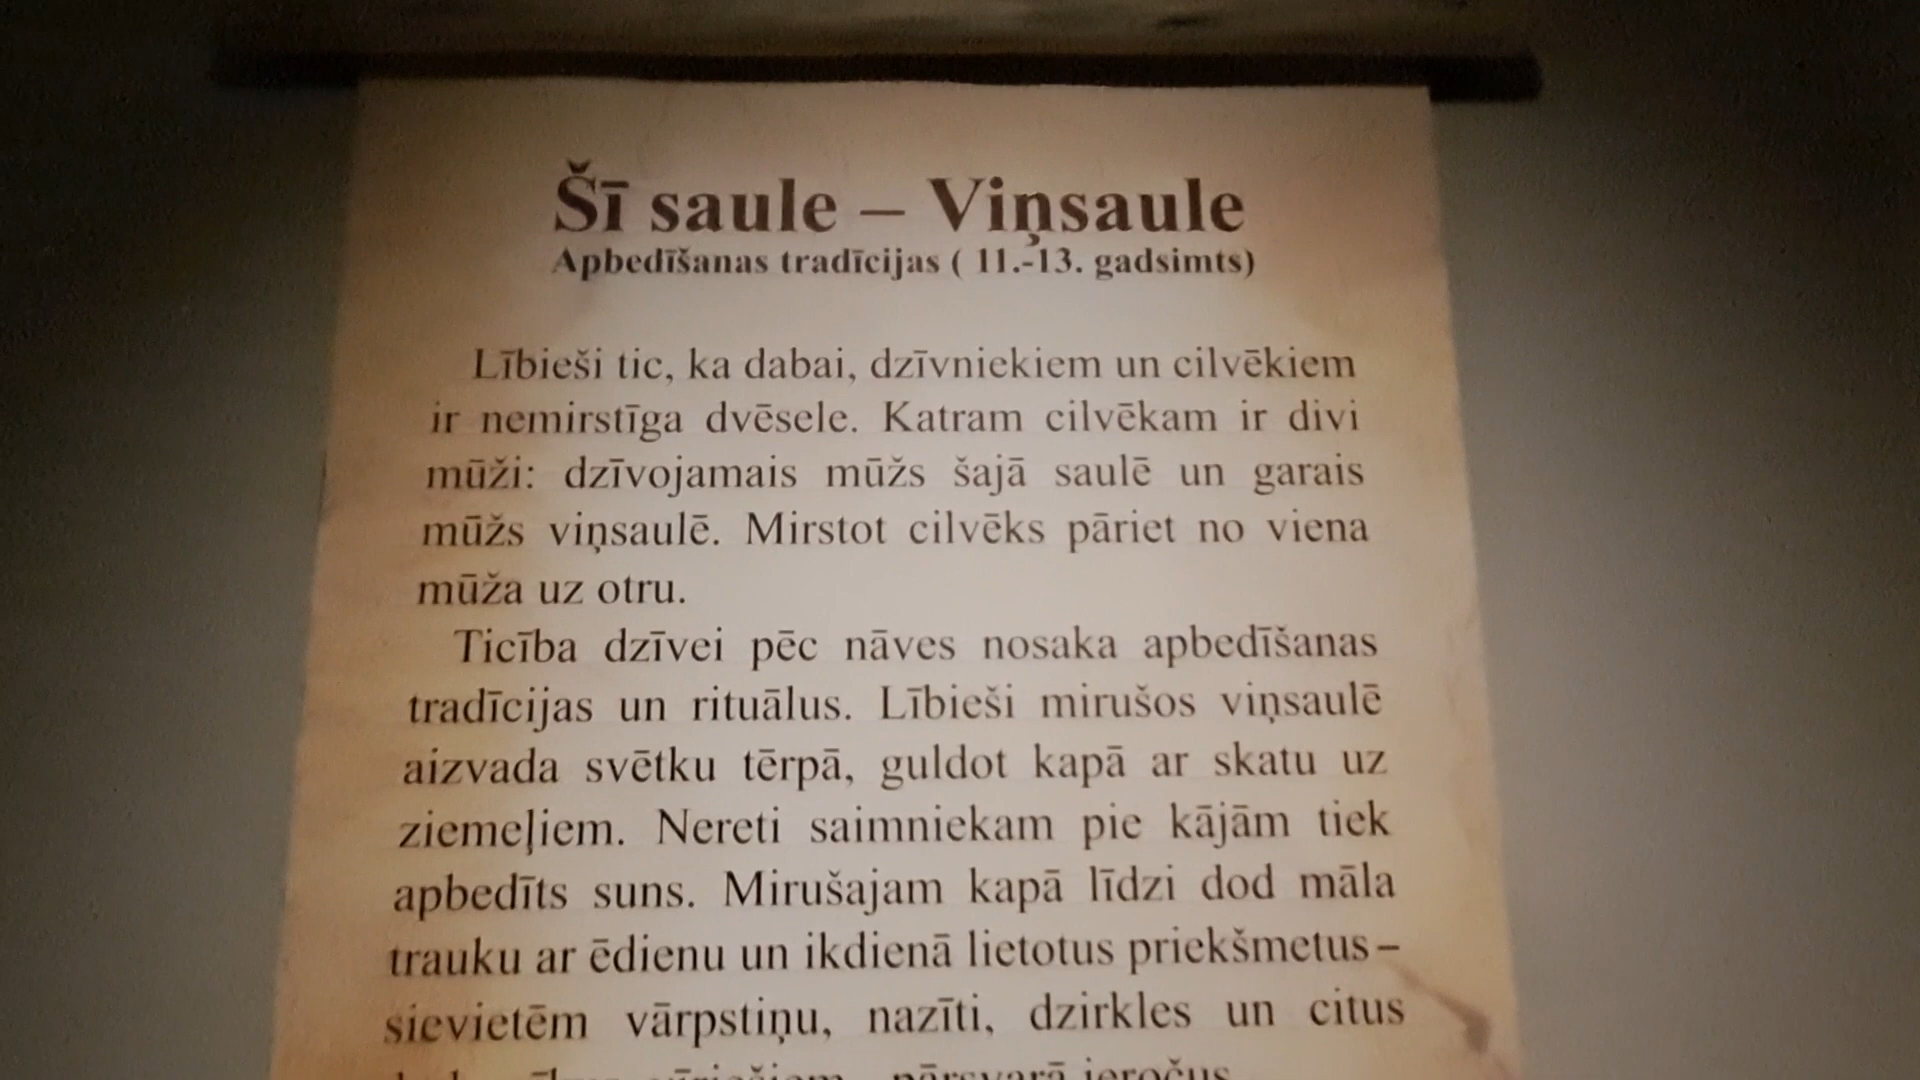 Šī saule – Viņsaule
Apbedīšanas tradīcijas ( 11.-13. gadsimts)
Lībieši tic, ka dabai, dzīvniekiem un cilvēkiem
ir nemirstīga dvēsele. Katram cilvēkam ir divi
mūži: dzīvojamais mūžs šajā saulē un garais
mūžs viņsaulē. Mirstot cilvēks pāriet no viena
mūža uz otru.
Ticība dzīvei pēc nāves nosaka apbedīšanas
tradīcijas un rituālus. Lībieši mirušos viņsaulē
aizvada svētku tērpā, guldot kapā ar skatu uz
ziemeļiem. Nereti saimniekam pie kājām tiek
apbedīts suns. Mirušajam kapā līdzi dod māla
trauku ar ēdienu un ikdienā lietotus priekšmetus –
sievietēm vārpstiņu, nazīti, dzirkles un citus
pārsvarā ieročus